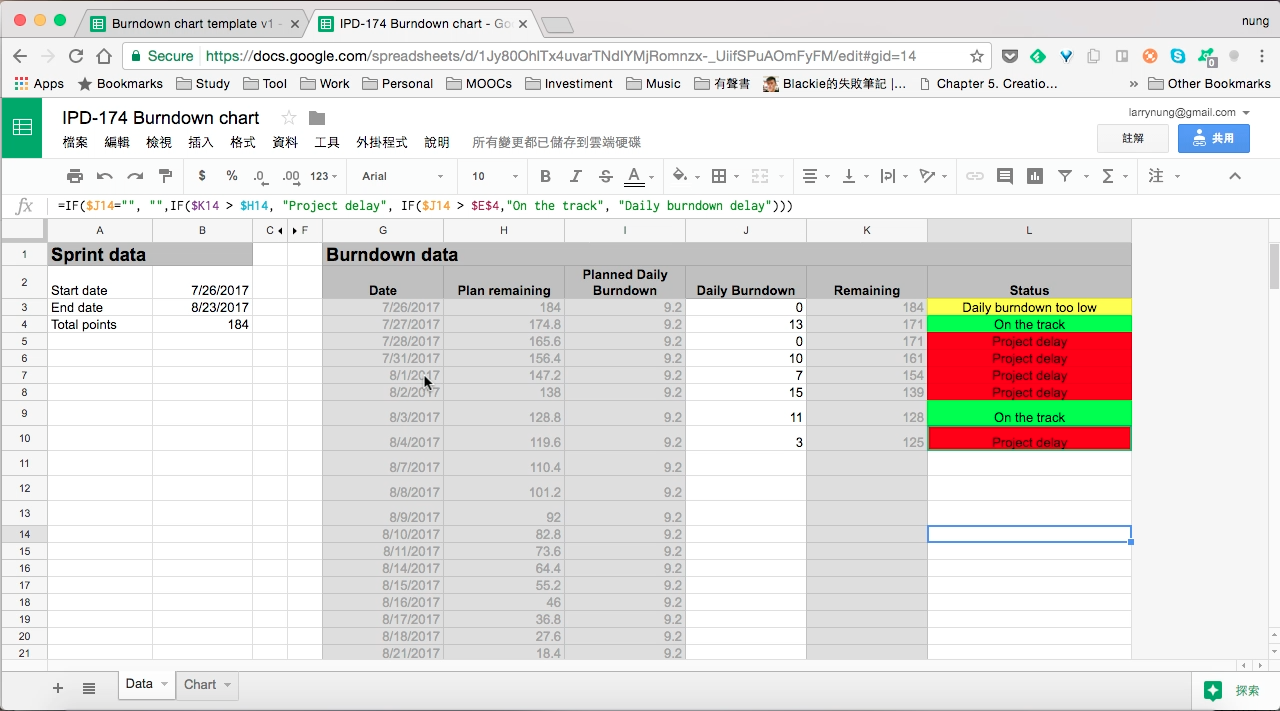 nung
Burndown chart template v1 -
IPD-174 Burndown chart - Goo
Secure https://docs.google.com/spreadsheets/d/1Jy80OhlTx4uvarTNdIYMjRomnzx-_UiifSPuAOmFyFM/edit#gid=14
0
Apps Bookmarks Study Tool Work Personal MOOCs Investiment Music 有聲書 Blackie的失敗筆記 |... Chapter 5. Creatio... » Other Bookmarks
IPD-174 Burndown chart
larrynung@gmail.com
檔案 編輯 檢視 插入 格式 資料 工具 外掛程式 說明 所有變更都已儲存到雲端硬碟
註解 共用
$ % .0 .00 123 Arial 10 B I S A Σ 注
fx =IF($J14="", "",IF($K14 > $H14, "Project delay", IF($J14 > $E$4,"On the track", "Daily burndown delay")))
A B C F G H I J K L
1 Sprint data Burndown data
2 Start date 7/26/2017 Date Plan remaining Planned Daily Burndown Daily Burndown Remaining Status
3 End date 8/23/2017 7/26/2017 184 9.2 0 184 Daily burndown too low
4 Total points 184 7/27/2017 174.8 9.2 13 171 On the track
5 7/28/2017 165.6 9.2 0 171 Project delay
6 7/31/2017 156.4 9.2 10 161 Project delay
7 8/1/2017 147.2 9.2 7 154 Project delay
8 8/2/2017 138 9.2 15 139 Project delay
9 8/3/2017 128.8 9.2 11 128 On the track
10 8/4/2017 119.6 9.2 3 125 Project delay
11 8/7/2017 110.4 9.2
12 8/8/2017 101.2 9.2
13 8/9/2017 92 9.2
14 8/10/2017 82.8 9.2
15 8/11/2017 73.6 9.2
16 8/14/2017 64.4 9.2
17 8/15/2017 55.2 9.2
18 8/16/2017 46 9.2
19 8/17/2017 36.8 9.2
20 8/18/2017 27.6 9.2
21 8/21/2017 18.4 9.2
+ Data Chart 探索